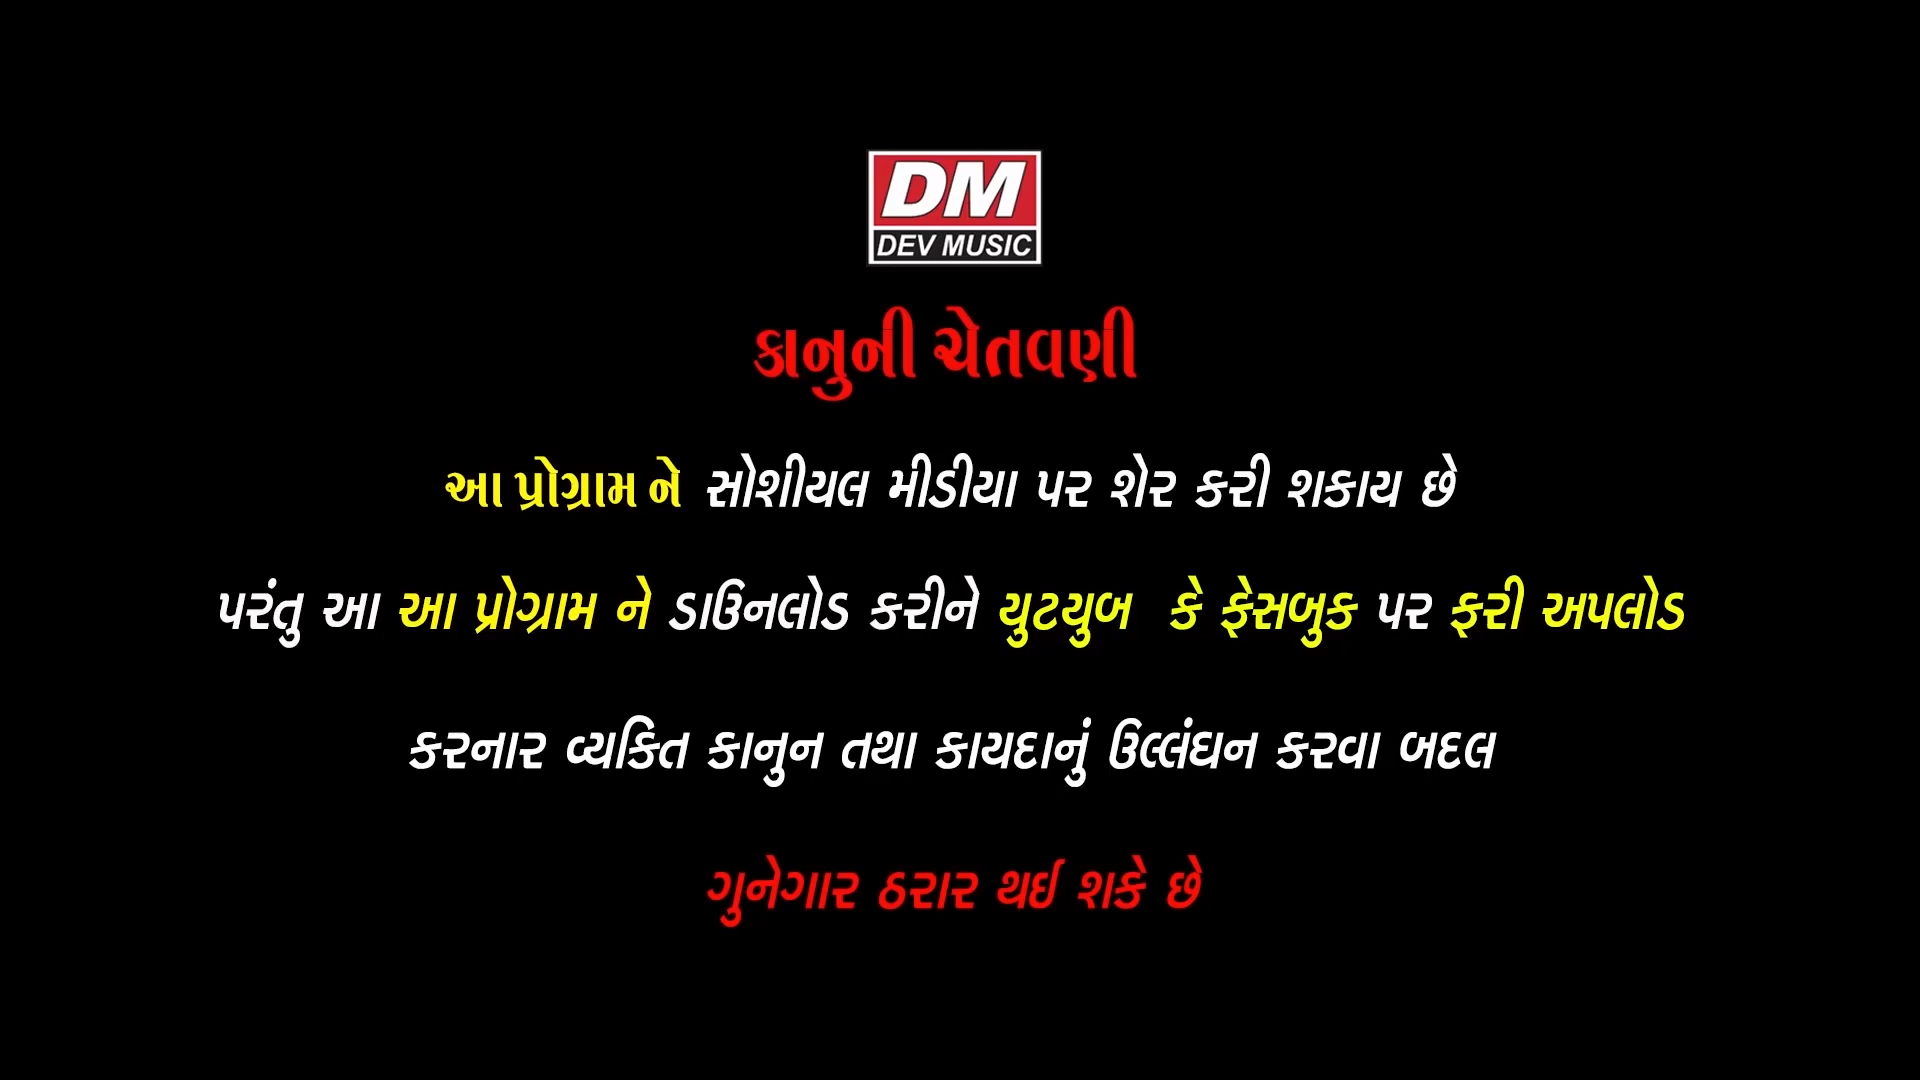 DM
DEV MUSIC
કાનુની ચેતવણી
આ પ્રોગ્રામ ને સોશીયલ મીડીયા પર શેર કરી શકાય છે
પરંતુ આ આ પ્રોગ્રામ ને ડાઉનલોડ કરીને યુટયુબ કે ફેસબુક પર ફરી અપલોડ
કરનાર વ્યકિત કાનુન તથા કાયદાનું ઉલ્લંઘન કરવા બદલ
ગુનેગાર ઠરાર થઈ શકે છે